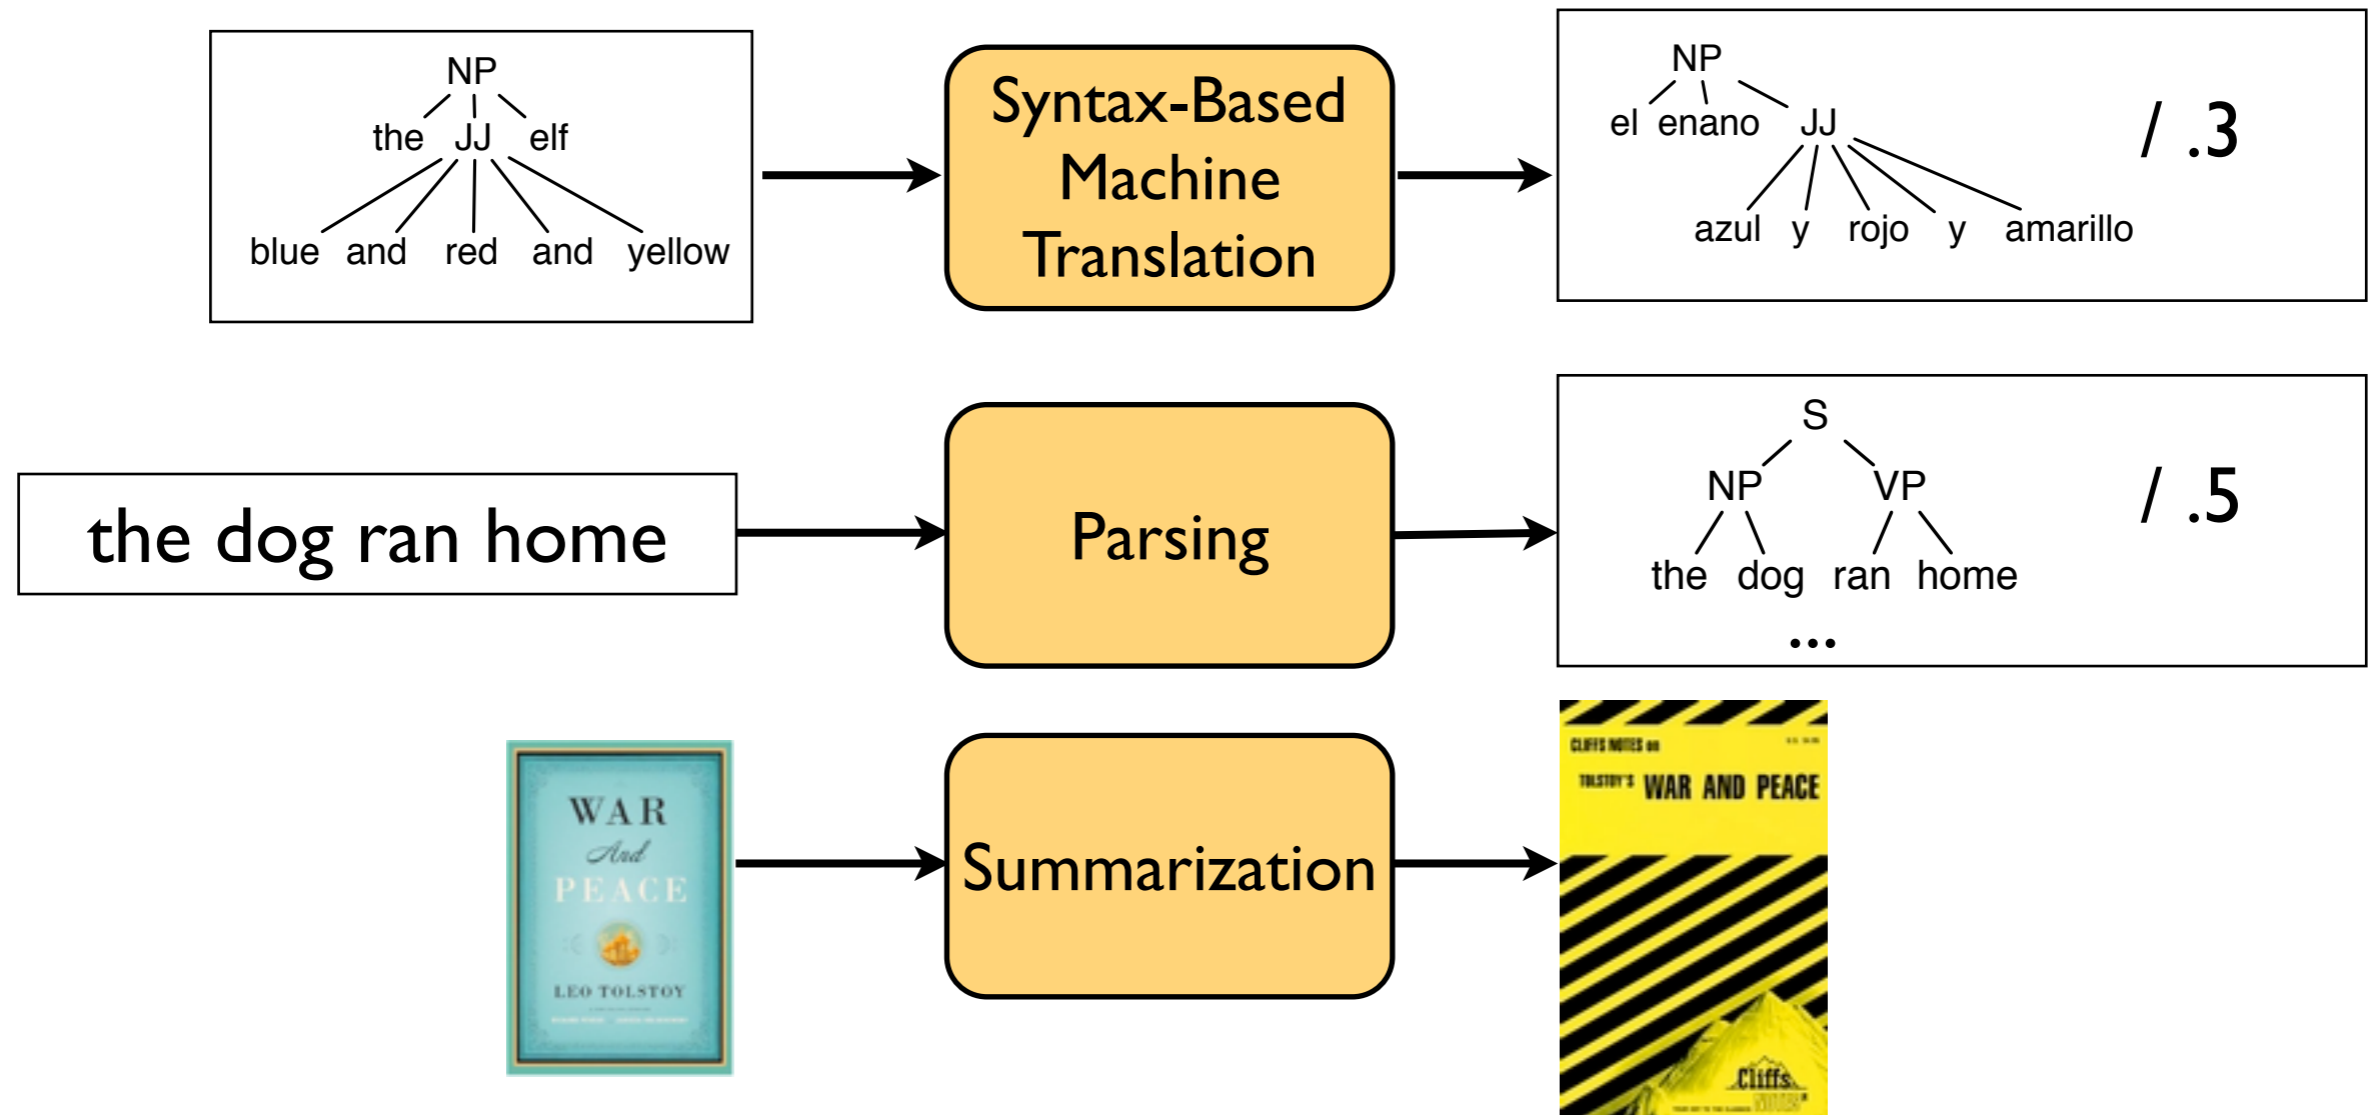 NP
the JJ elf
blue and red and yellow
Syntax-Based
Machine
Translation
NP
el enano JJ
azul y rojo y amarillo
/ .3
the dog ran home
Parsing
S
NP VP
the dog ran home
...
/ .5
WAR
And
PEACE
LEO TOLSTOY
Summarization
CLIFFS NOTES on
TOLSTOY'S WAR AND PEACE
Cliffs
NOTES